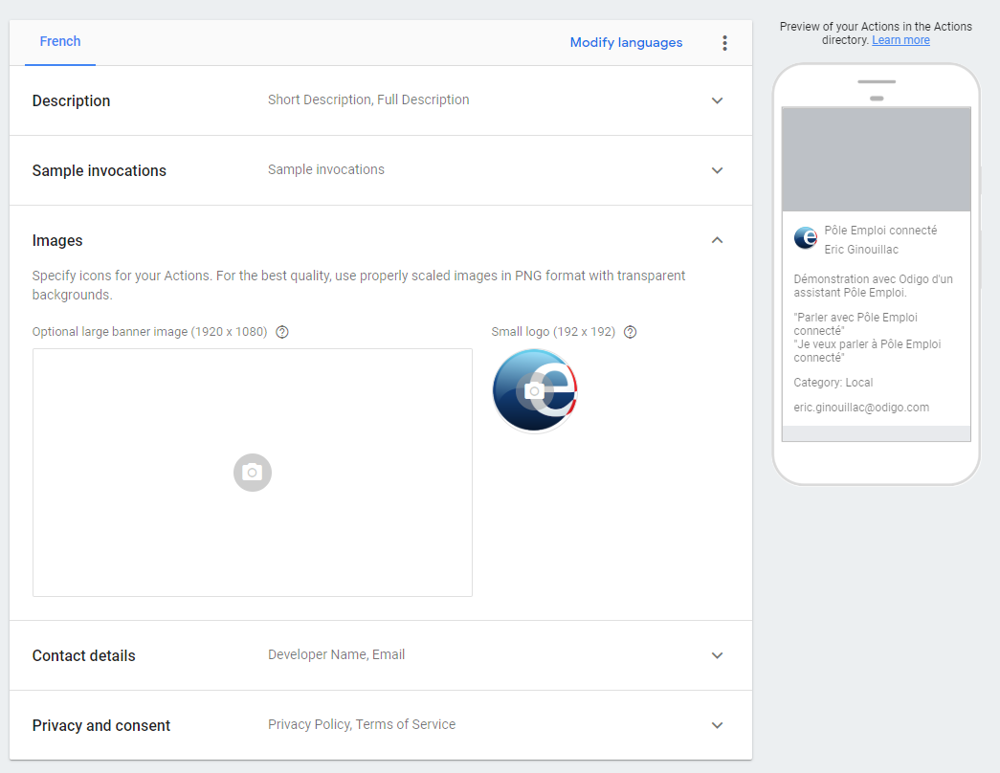 French
Modify languages
Description
Short Description, Full Description
Sample invocations
Sample invocations
Images
Specify icons for your Actions. For the best quality, use properly scaled images in PNG format with transparent
backgrounds.
Optional large banner image (1920 x 1080)
Small logo (192 x 192)
e
Contact details
Developer Name, Email
Privacy and consent
Privacy Policy, Terms of Service
Preview of your Actions in the Actions
directory. Learn more
e
Pôle Emploi connecté
Eric Ginouillac
Démonstration avec Odigo d'un
assistant Pôle Emploi.
"Parler avec Pôle Emploi
connecté"
"Je veux parler à Pôle Emploi
connecté"
Category: Local
eric.ginouillac@odigo.com